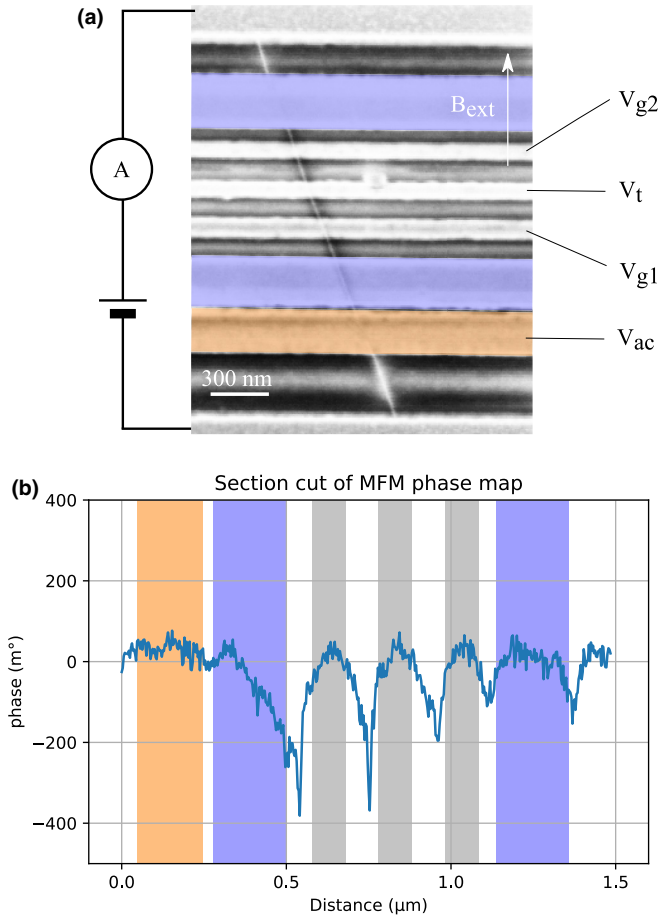 (a)
B_ext
V_g2
A
V_t
V_g1
V_ac
300 nm
(b)
Section cut of MFM phase map
400
200
0
−200
−400
phase (m°)
0.0
0.5
1.0
1.5
Distance (μm)